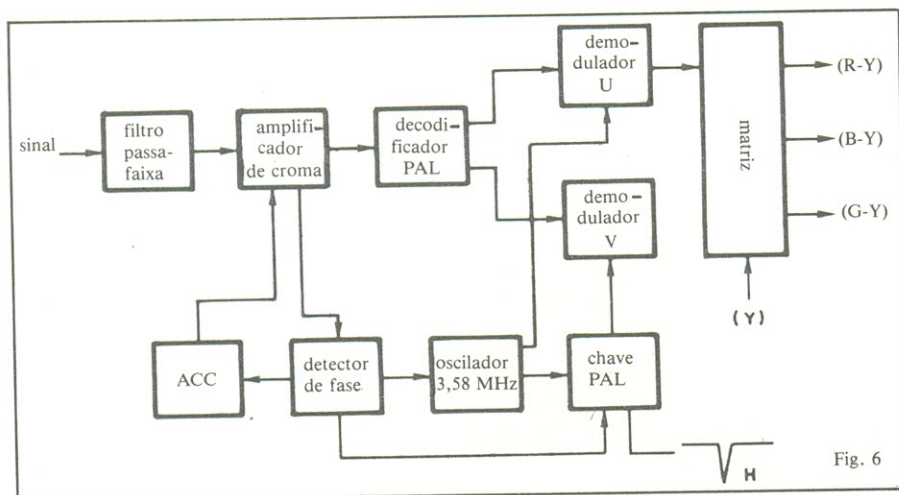 sinal
filtro
passa-
faixa
amplifi-
cador
de croma
decodi-
ficador
PAL
demo-
dulador
U
demo-
dulador
V
matriz
(R-Y)
(B-Y)
(G-Y)
(Y)
ACC
detector
de fase
oscilador
3,58 MHz
chave
PAL
H
Fig. 6